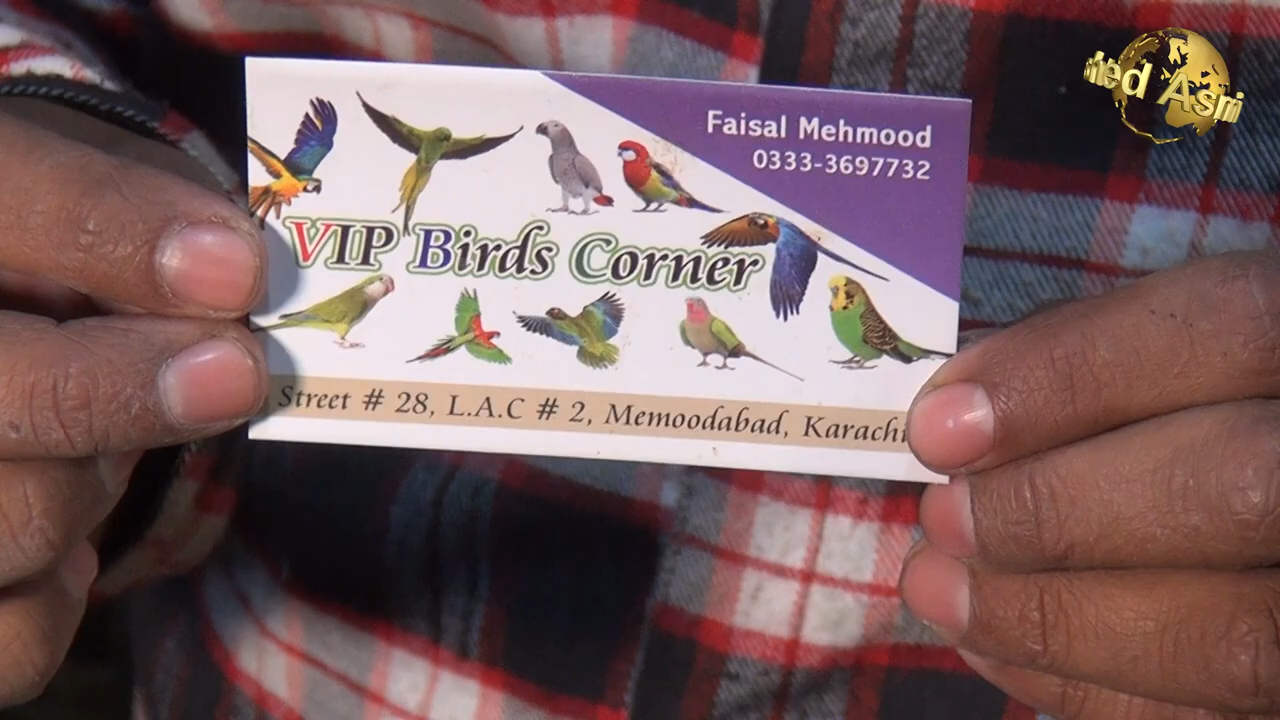 Faisal Mehmood
0333-3697732
VIP Birds Corner
Street # 28, L.A.C # 2, Memoodabad, Karachi